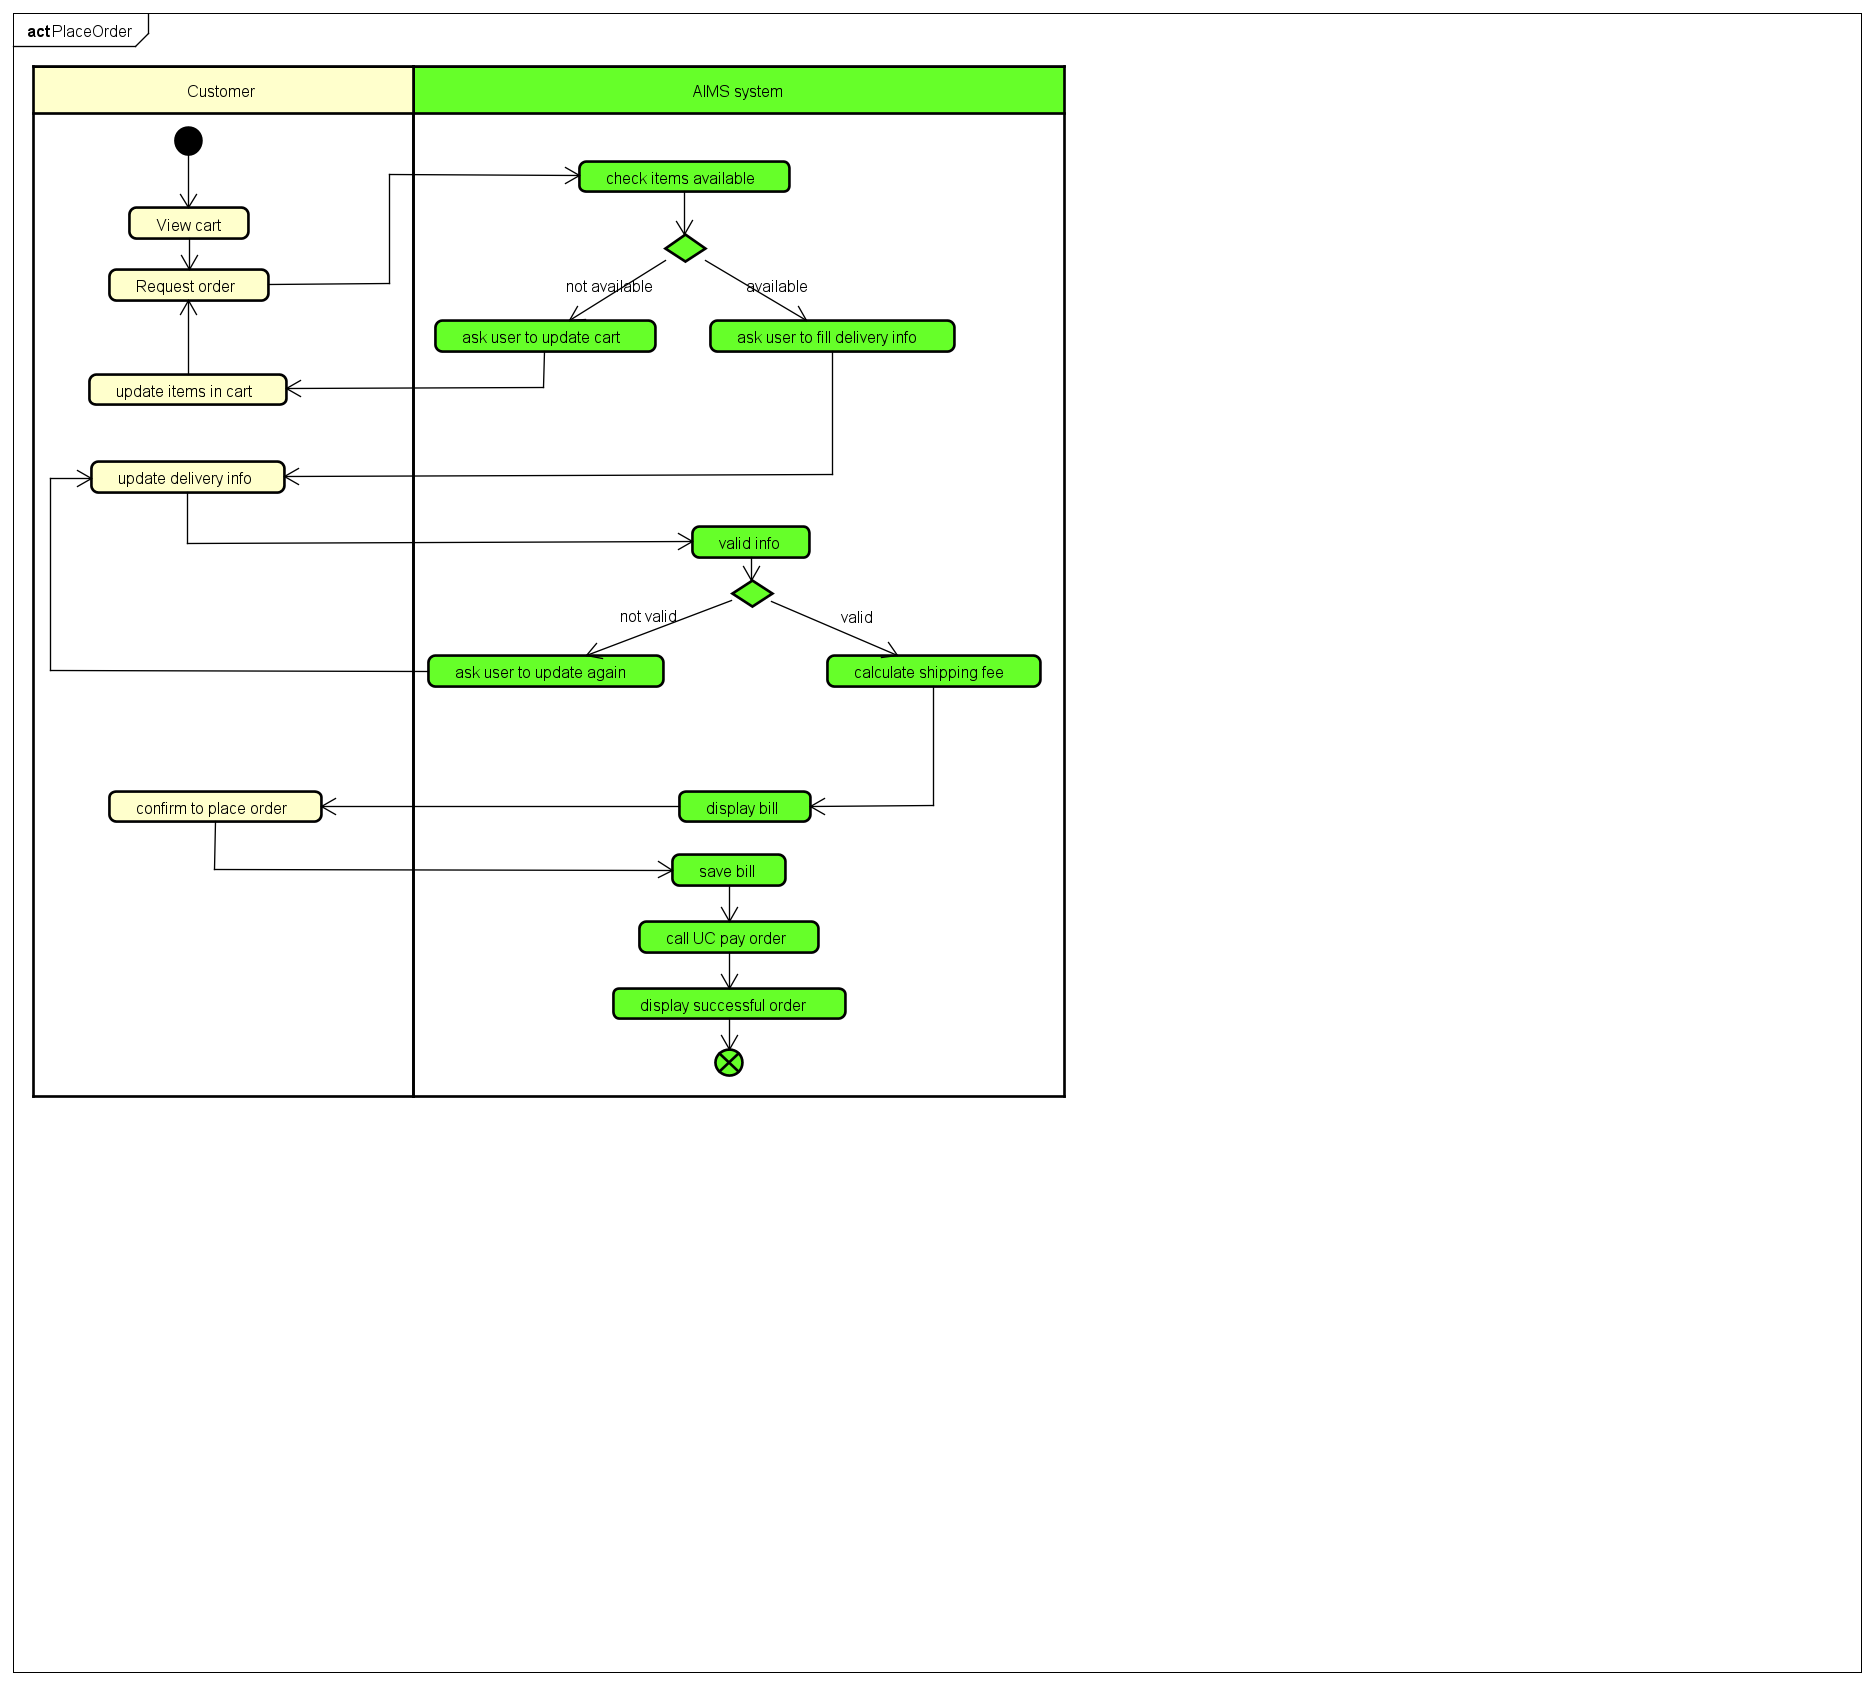 act PlaceOrder
Customer
AIMS system
check items available
View cart
Request order
not available
available
ask user to update cart
ask user to fill delivery info
update items in cart
update delivery info
valid info
not valid
valid
ask user to update again
calculate shipping fee
confirm to place order
display bill
save bill
call UC pay order
display successful order